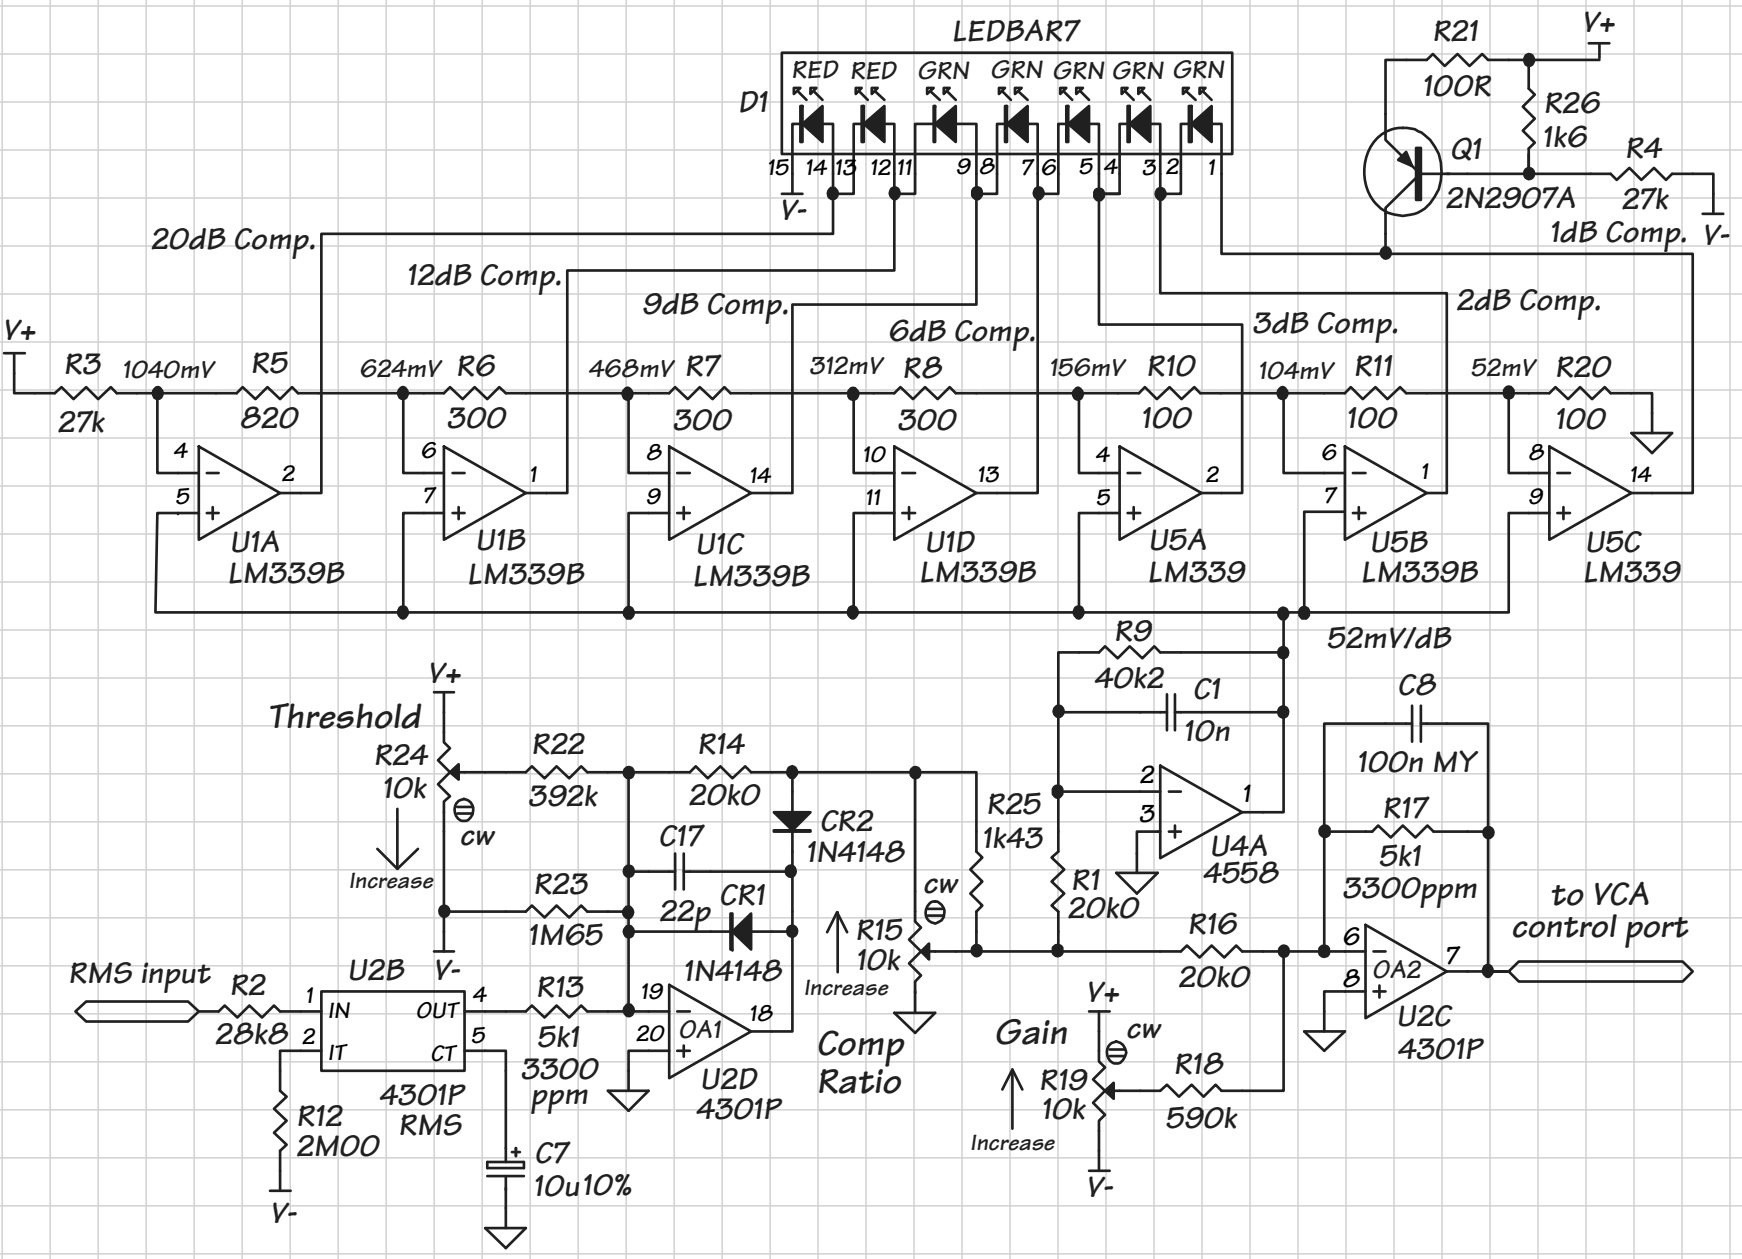 LEDBAR7
RED RED GRN GRN GRN GRN GRN
D1
15 14 13 12 11 9 8 7 6 5 4 3 2 1
V-
R21
100R
V+
R26
1k6
Q1
2N2907A
R4
27k
V-
1dB Comp.
20dB Comp.
12dB Comp.
9dB Comp.
6dB Comp.
3dB Comp.
2dB Comp.
V+
R3
27k
1040mV
R5
820
624mV
R6
300
468mV
R7
300
312mV
R8
300
156mV
R10
100
104mV
R11
100
52mV
R20
100
4
5
2
U1A
LM339B
6
7
1
U1B
LM339B
8
9
14
U1C
LM339B
10
11
13
U1D
LM339B
4
5
2
U5A
LM339
6
7
1
U5B
LM339B
8
9
14
U5C
LM339
52mV/dB
R9
40k2
C1
10n
2
3
1
U4A
4558
C8
100n MY
R17
5k1
3300ppm
V+
Threshold
R24
10k
cw
Increase
V-
R22
392k
R14
20k0
R23
1M65
C17
22p
CR2
1N4148
CR1
1N4148
R25
1k43
cw
R15
10k
Increase
Comp
Ratio
R1
20k0
R16
20k0
6
8
OA2
7
U2C
4301P
to VCA
control port
RMS input
R2
28k8
U2B
1
IN
2
IT
OUT
4
CT
5
4301P
RMS
R12
2M00
V-
C7
10u10%
+
R13
5k1
3300
ppm
19
20
OA1
18
U2D
4301P
Gain
V+
cw
R19
10k
Increase
V-
R18
590k